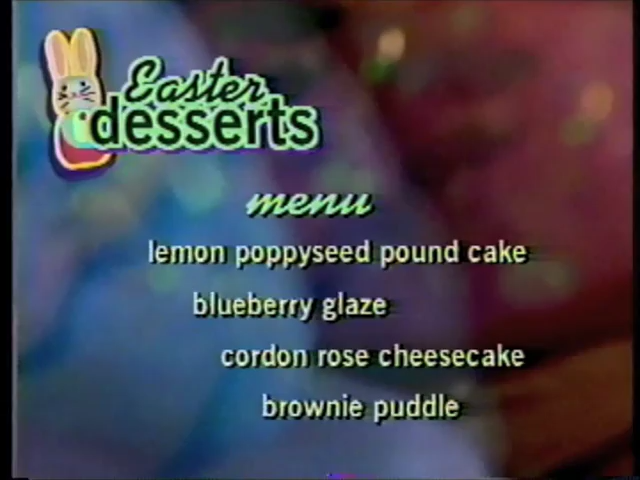 Easter
desserts
menu
lemon poppyseed pound cake
blueberry glaze
cordon rose cheesecake
brownie puddle